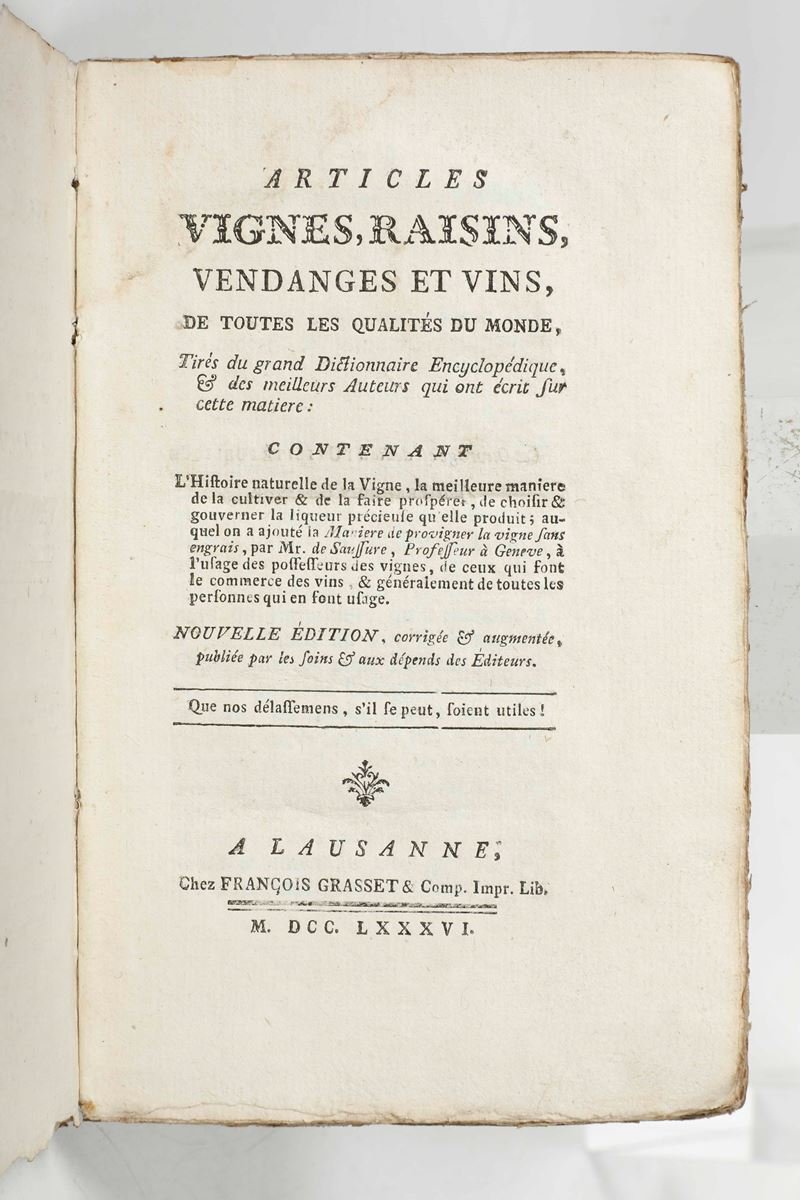 ARTICLES
VIGNES, RAISINS,
VENDANGES ET VINS,
DE TOUTES LES QUALITÉS DU MONDE,
Tirés du grand Dictionnaire Encyclopédique,
& des meilleurs Auteurs qui ont écrit ſur
cette matiere :
CONTENANT
L'Hiſtoire naturelle de la Vigne, la meilleure maniere
de la cultiver & de la faire proſpérer, de choiſir &
gouverner la liqueur précieuſe qu'elle produit; au-
quel on a ajouté la Maniere de provigner la vigne ſans
engrais, par Mr. de Sauſſure, Profeſſeur à Geneve, à
l'uſage des poſſeſſeurs des vignes, de ceux qui font
le commerce des vins, & généralement de toutes les
perſonnes qui en font uſage.
NOUVELLE ÉDITION, corrigée & augmentée,
publiée par les ſoins & aux dépends des Éditeurs.
Que nos délaſſemens, s'il ſe peut, ſoient utiles !
A LAUSANNE,
Chez FRANÇOIS GRASSET & Comp. Impr. Lib.
M. DCC. LXXXVI.